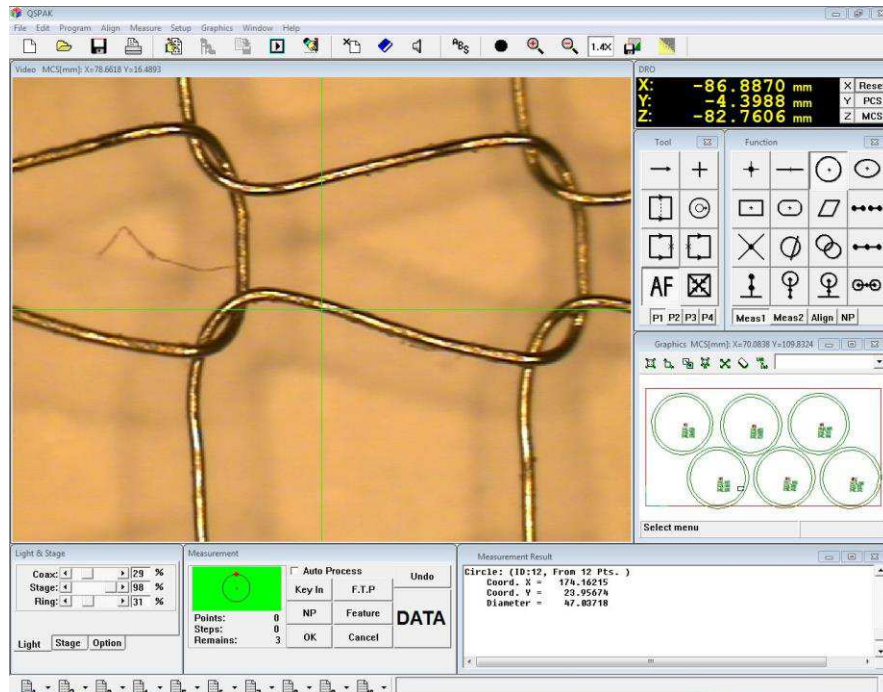 QSPAK
File Edit Program Align Measure Setup Graphics Window Help
ABS 1.4X
Video MCS[mm]: X=78.6618 Y=16.4893
DRO
X: -86.8870 mm X Rese
Y: -4.3988 mm Y PCS
Z: -82.7606 mm Z MCS
Tool
AF
P1 P2 P3 P4
Function
Meas1 Meas2 Align NP
Graphics MCS[mm]: X=70.0838 Y=109.8324
Select menu
Light & Stage
Coax: 29 %
Stage: 98 %
Ring: 31 %
Light Stage Option
Measurement
Points: 0
Steps: 0
Remains: 3
Auto Process
Key In F.T.P Undo
NP Feature DATA
OK Cancel
Measurement Result
Circle: (ID:12, From 12 Pts. )
Coord. X = 174.16215
Coord. Y = 23.95674
Diameter = 47.03718